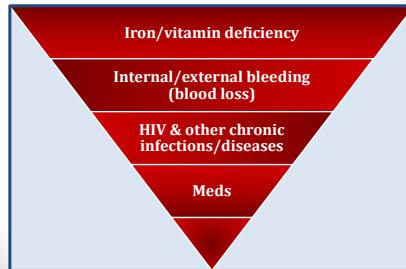 Iron/vitamin deficiency
Internal/external bleeding
(blood loss)
HIV & other chronic
infections/diseases
Meds